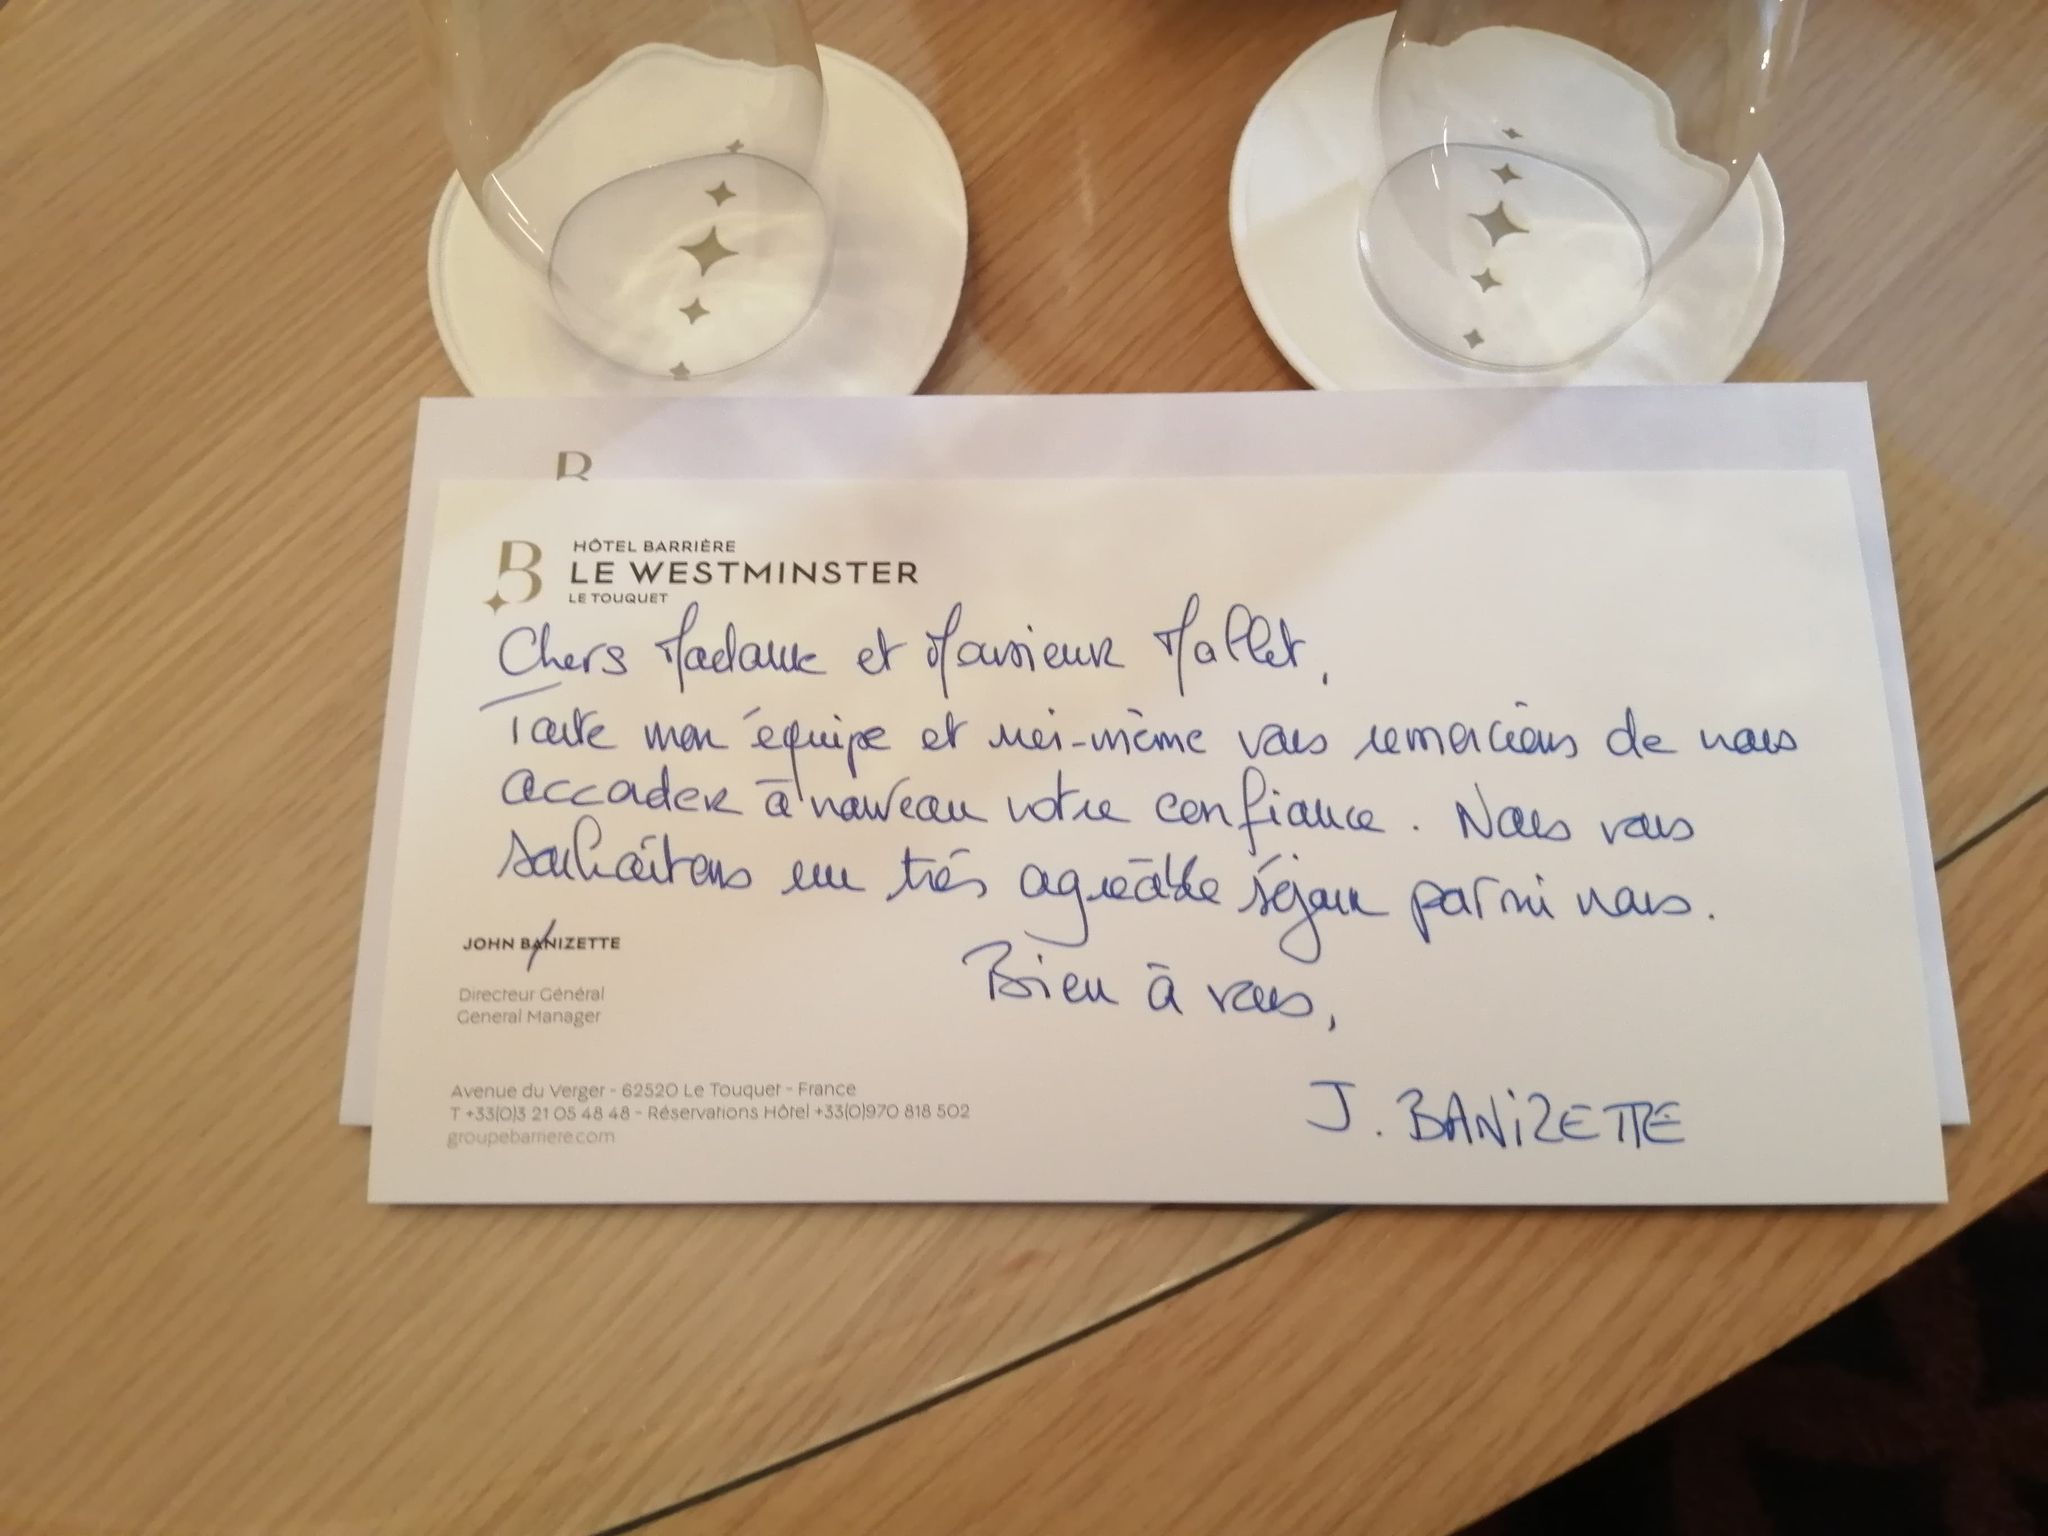 B
B
HÔTEL BARRIÈRE
LE WESTMINSTER
LE TOUQUET
Chers Madame et Monsieur Mallet,
Toute mon équipe et moi-même vous remercions de nous
accorder à nouveau votre confiance. Nous vous
souhaitons un très agréable séjour parmi nous.
Bien à vous,
J. BANIZETTE
JOHN BANIZETTE
Directeur Général
General Manager
Avenue du Verger - 62520 Le Touquet - France
T +33(0)3 21 05 48 48 - Réservations Hôtel +33(0)970 818 502
groupebarriere.com